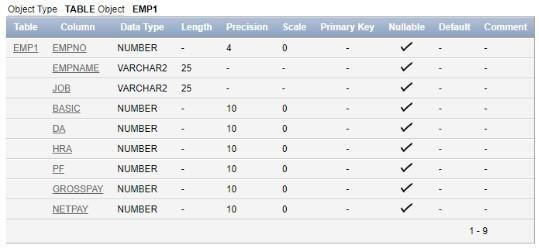 Object Type TABLE Object EMP1
Table Column Data Type Length Precision Scale Primary Key Nullable Default Comment
EMP1 EMPNO NUMBER - 4 0 - ✓ - -
EMPNAME VARCHAR2 25 - - - ✓ - -
JOB VARCHAR2 25 - - - ✓ - -
BASIC NUMBER - 10 0 - ✓ - -
DA NUMBER - 10 0 - ✓ - -
HRA NUMBER - 10 0 - ✓ - -
PF NUMBER - 10 0 - ✓ - -
GROSSPAY NUMBER - 10 0 - ✓ - -
NETPAY NUMBER - 10 0 - ✓ - -
1 - 9